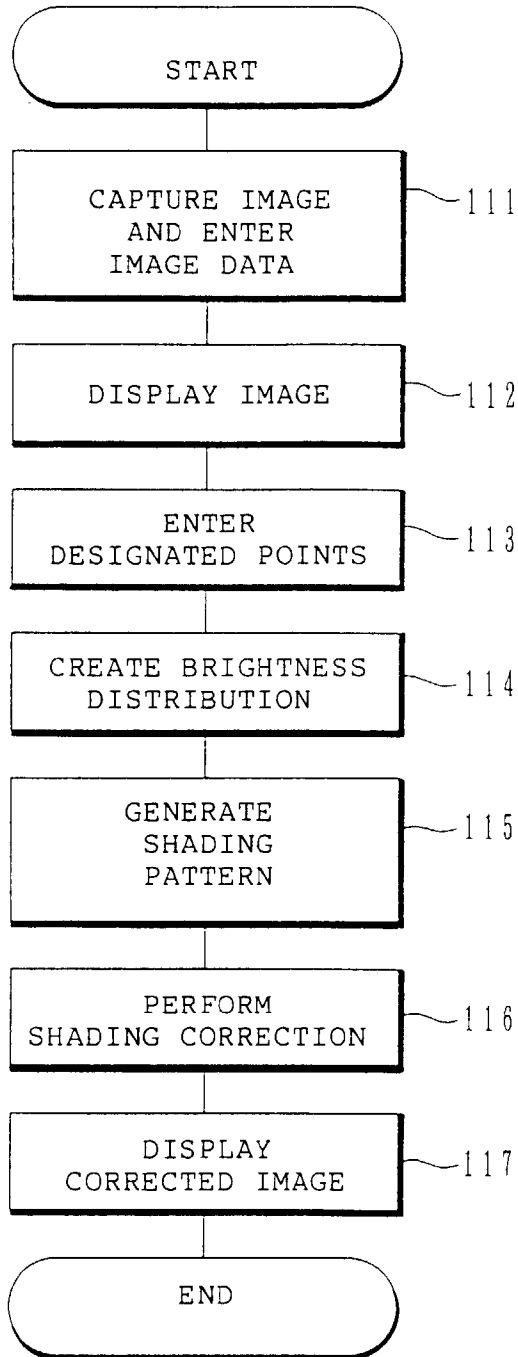 START
CAPTURE IMAGE
AND ENTER
IMAGE DATA
111
DISPLAY IMAGE
112
ENTER
DESIGNATED POINTS
113
CREATE BRIGHTNESS
DISTRIBUTION
114
GENERATE
SHADING
PATTERN
115
PERFORM
SHADING CORRECTION
116
DISPLAY
CORRECTED IMAGE
117
END